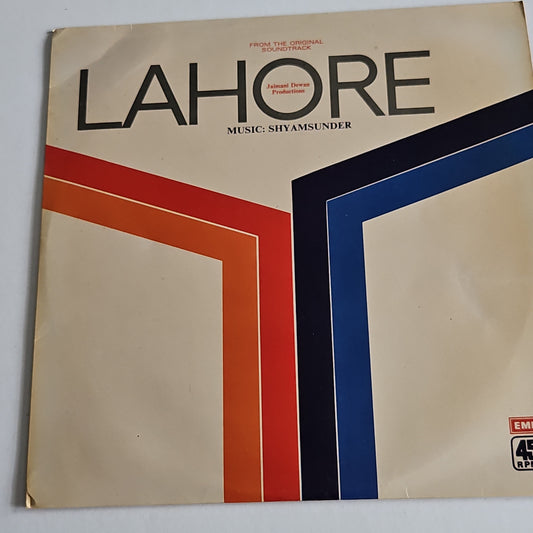 FROM THE ORIGINAL
SOUNDTRACK
LAHORE
Jaimani Dewan
Productions
MUSIC: SHYAMSUNDER
EMI
45
RPM